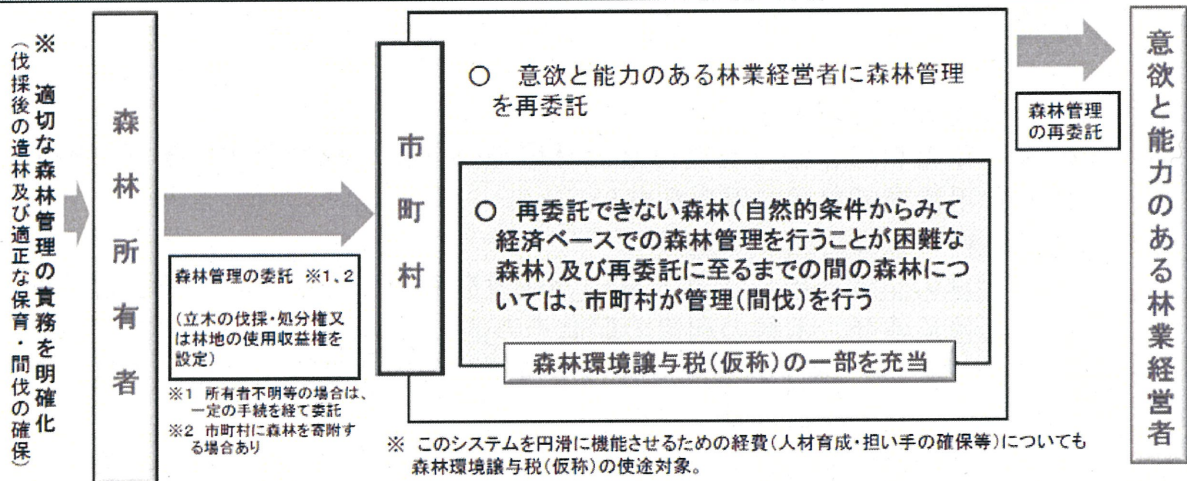 ※ 適切な森林管理の責務を明確化
(伐採後の造林及び適正な保育・間伐の確保)
森林所有者
森林管理の委託 ※1、2
(立木の伐採・処分権又
は林地の使用収益権を
設定)
※1 所有者不明等の場合は、
一定の手続を経て委託
※2 市町村に森林を寄附す
る場合あり
市町村
○ 意欲と能力のある林業経営者に森林管理
を再委託
○ 再委託できない森林(自然的条件からみて
経済ベースでの森林管理を行うことが困難な
森林)及び再委託に至るまでの間の森林につ
いては、市町村が管理(間伐)を行う
森林環境譲与税(仮称)の一部を充当
※ このシステムを円滑に機能させるための経費(人材育成・担い手の確保等)についても
森林環境譲与税(仮称)の使途対象。
森林管理
の再委託
意欲と能力のある林業経営者